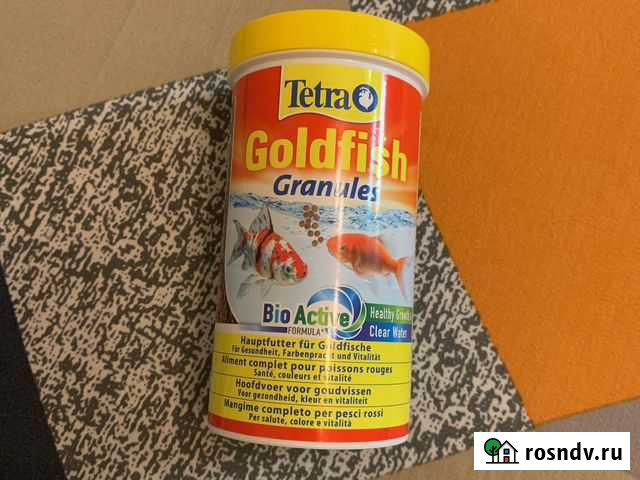 Tetra
Goldfish
Granules
BioActive
FORMULA
Healthy Growth
Clear Water
Hauptfutter für Goldfische
Für Gesundheit, Farbenpracht und Vitalität
Aliment complet pour poissons rouges
Santé, couleurs et vitalité
Hoofdvoer voor goudvissen
Voor gezondheid, kleur en vitaliteit
Mangime completo per pesci rossi
Per salute, colore e vitalità
rosndv.ru